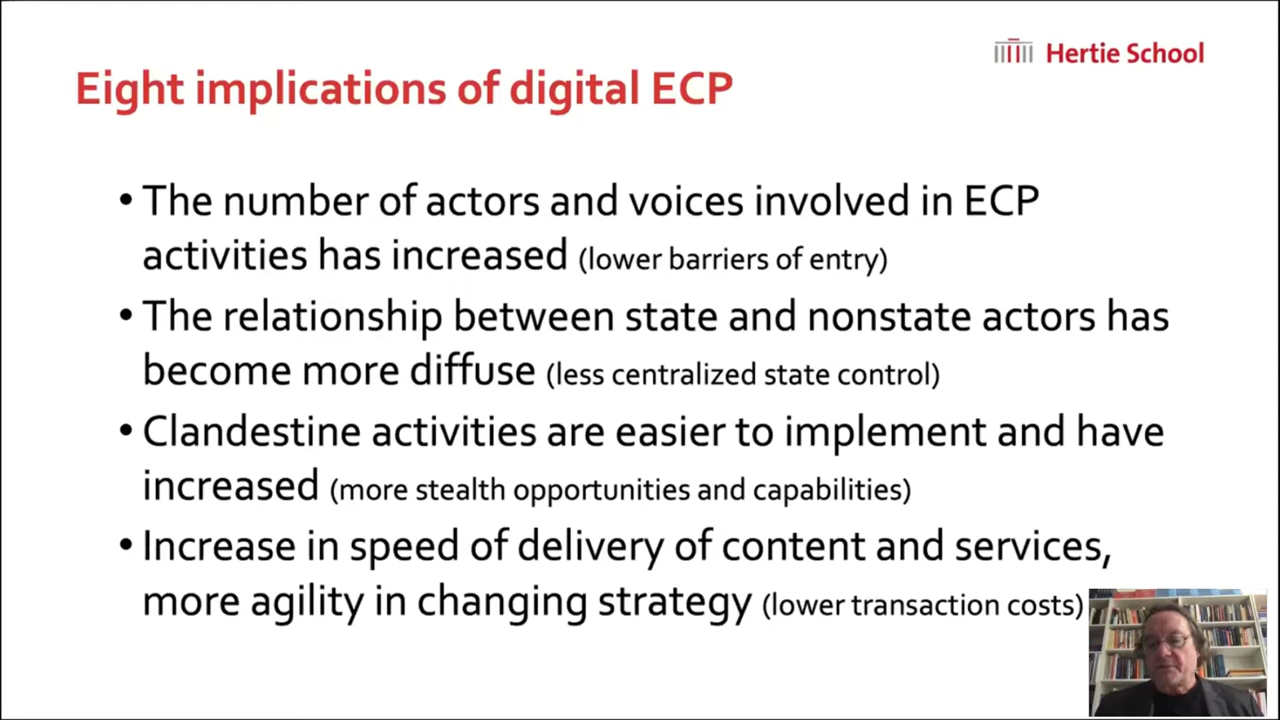 Hertie School
Eight implications of digital ECP
• The number of actors and voices involved in ECP
activities has increased (lower barriers of entry)
• The relationship between state and nonstate actors has
become more diffuse (less centralized state control)
• Clandestine activities are easier to implement and have
increased (more stealth opportunities and capabilities)
• Increase in speed of delivery of content and services,
more agility in changing strategy (lower transaction costs)